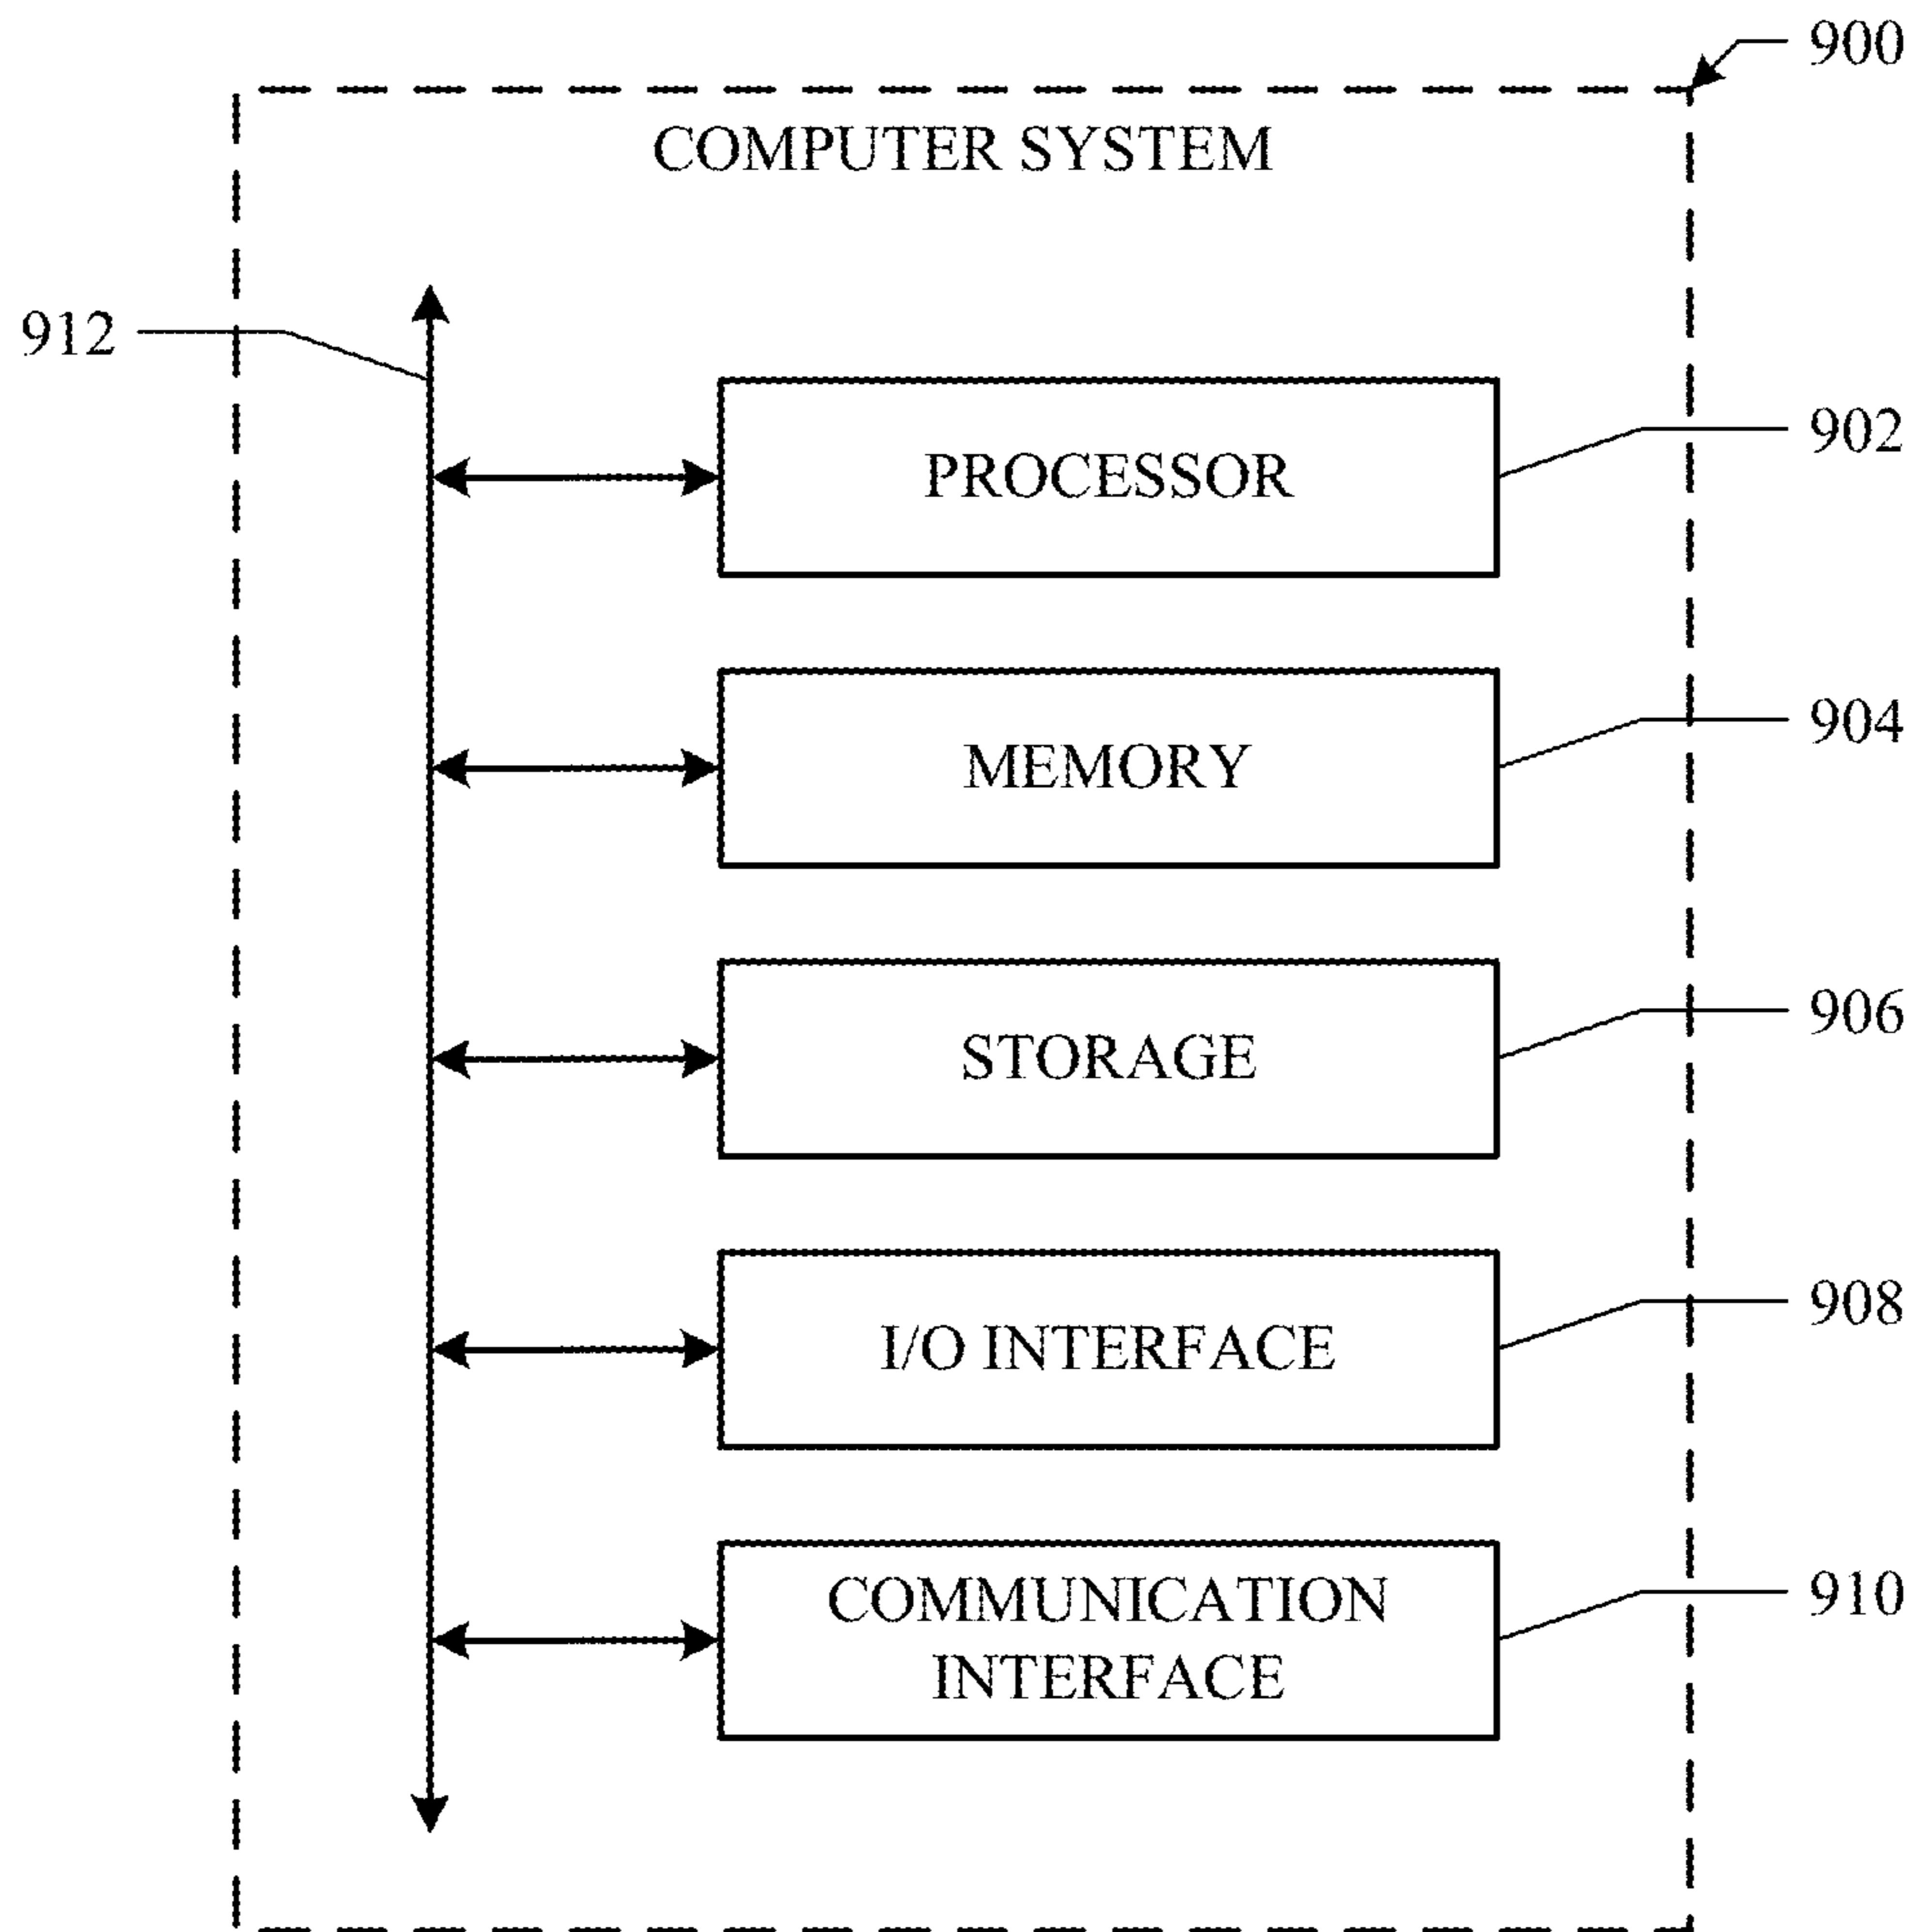 900
COMPUTER SYSTEM
912
902
PROCESSOR
904
MEMORY
906
STORAGE
908
I/O INTERFACE
910
COMMUNICATION
INTERFACE